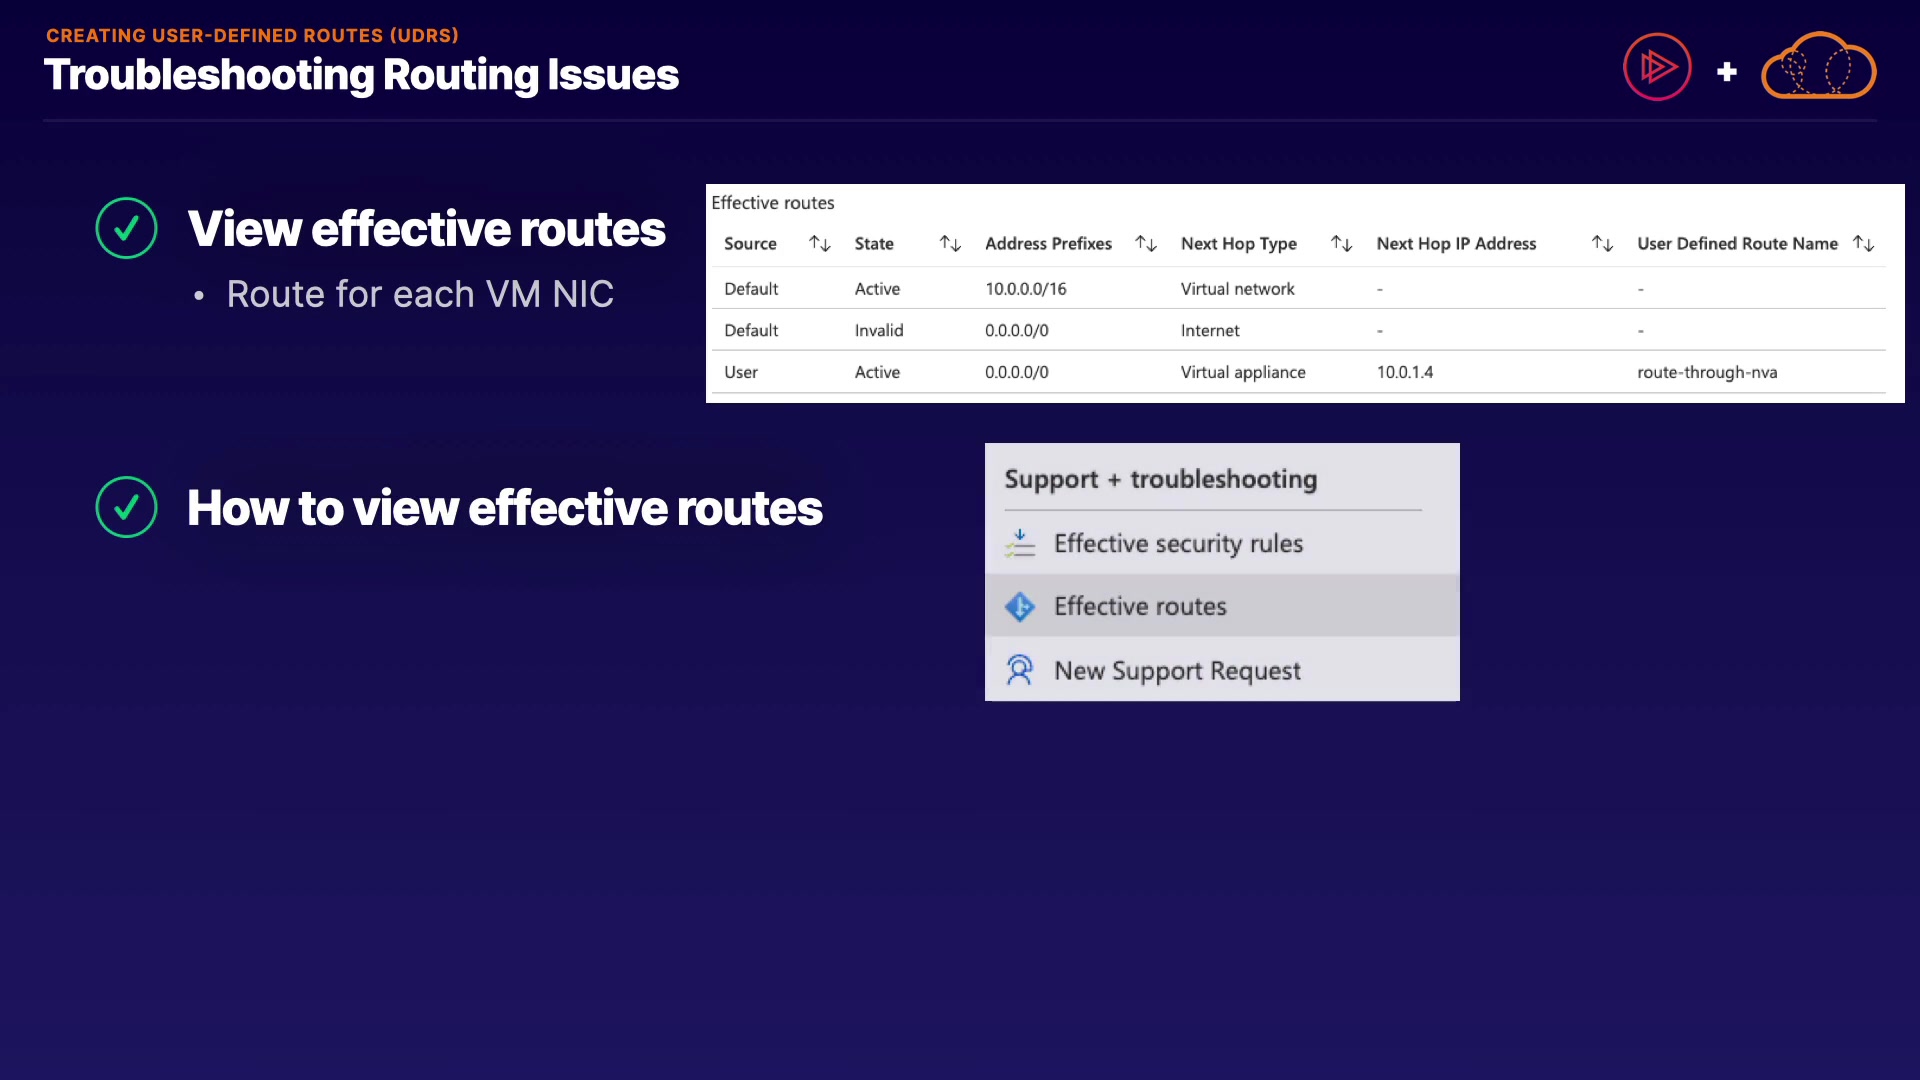 CREATING USER-DEFINED ROUTES (UDRS)
Troubleshooting Routing Issues
View effective routes
• Route for each VM NIC
Effective routes
Source State Address Prefixes Next Hop Type Next Hop IP Address User Defined Route Name
Default Active 10.0.0.0/16 Virtual network - -
Default Invalid 0.0.0.0/0 Internet - -
User Active 0.0.0.0/0 Virtual appliance 10.0.1.4 route-through-nva
How to view effective routes
Support + troubleshooting
Effective security rules
Effective routes
New Support Request